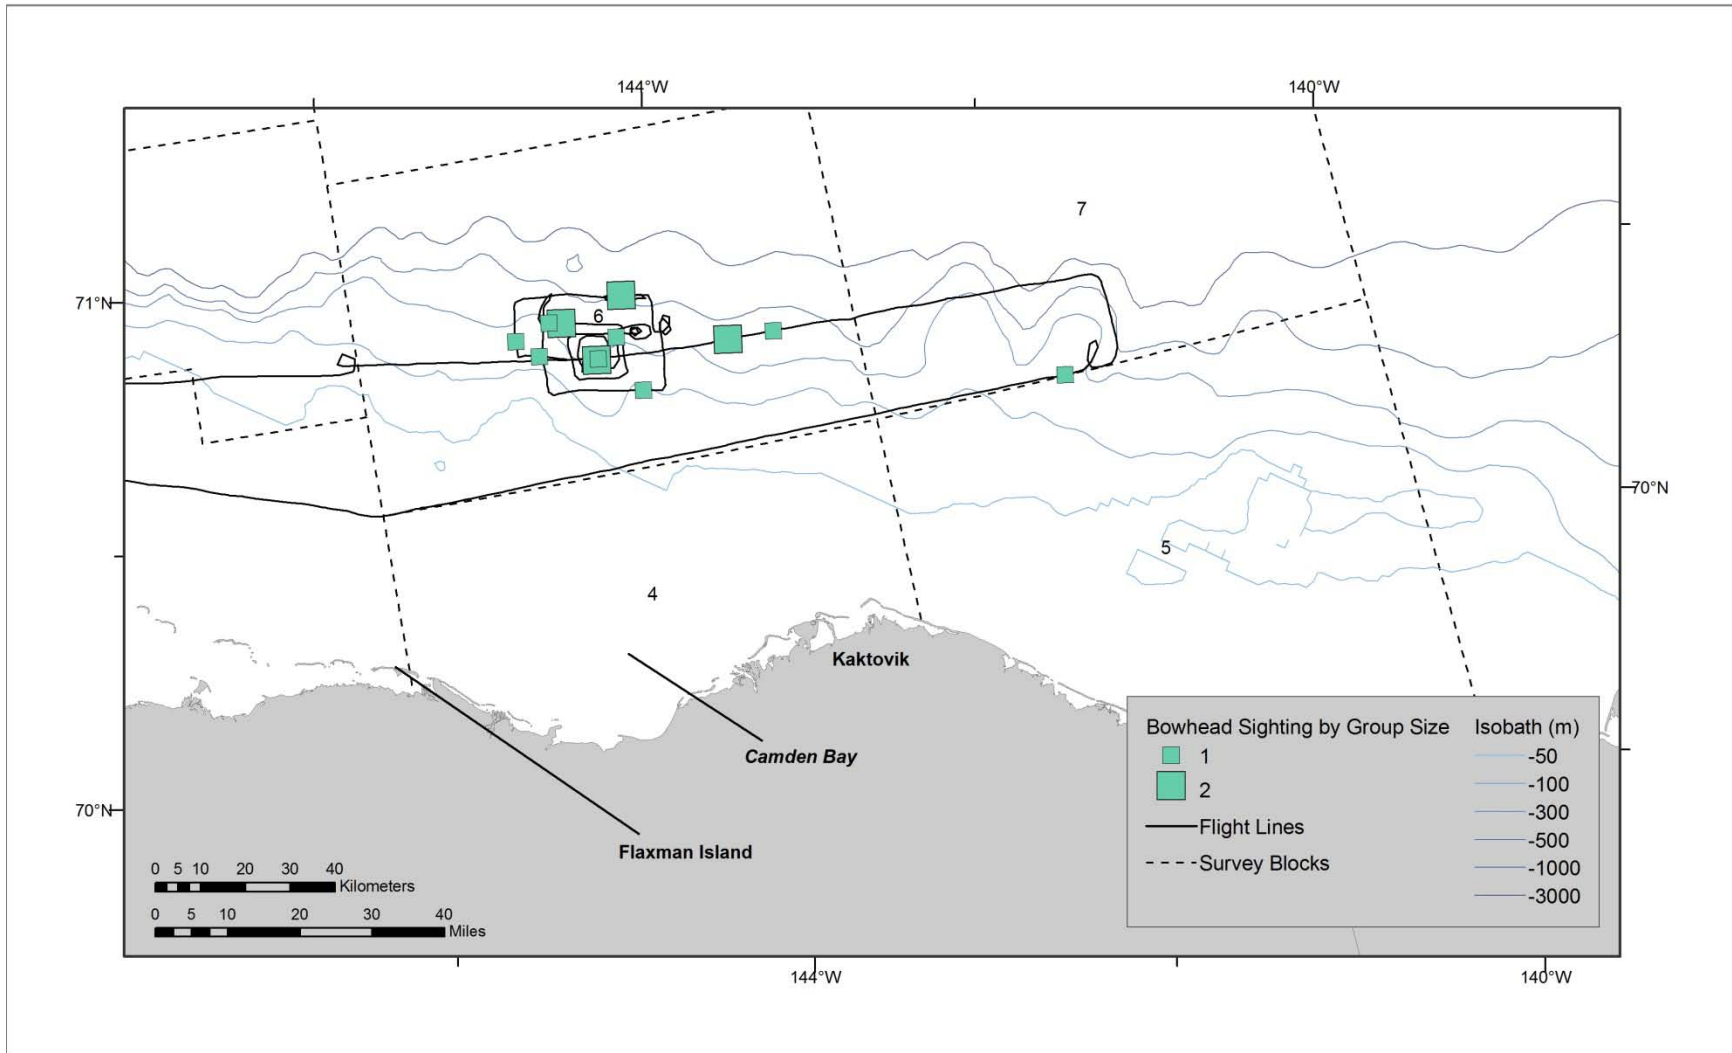 144°W 140°W
7
71°N
6
70°N
5
4
Kaktovik
Camden Bay
70°N
Flaxman Island
Bowhead Sighting by Group Size
1
2
Flight Lines
Survey Blocks
Isobath (m)
-50
-100
-300
-500
-1000
-3000
0 5 10 20 30 40
Kilometers
0 5 10 20 30 40
Miles
144°W 140°W